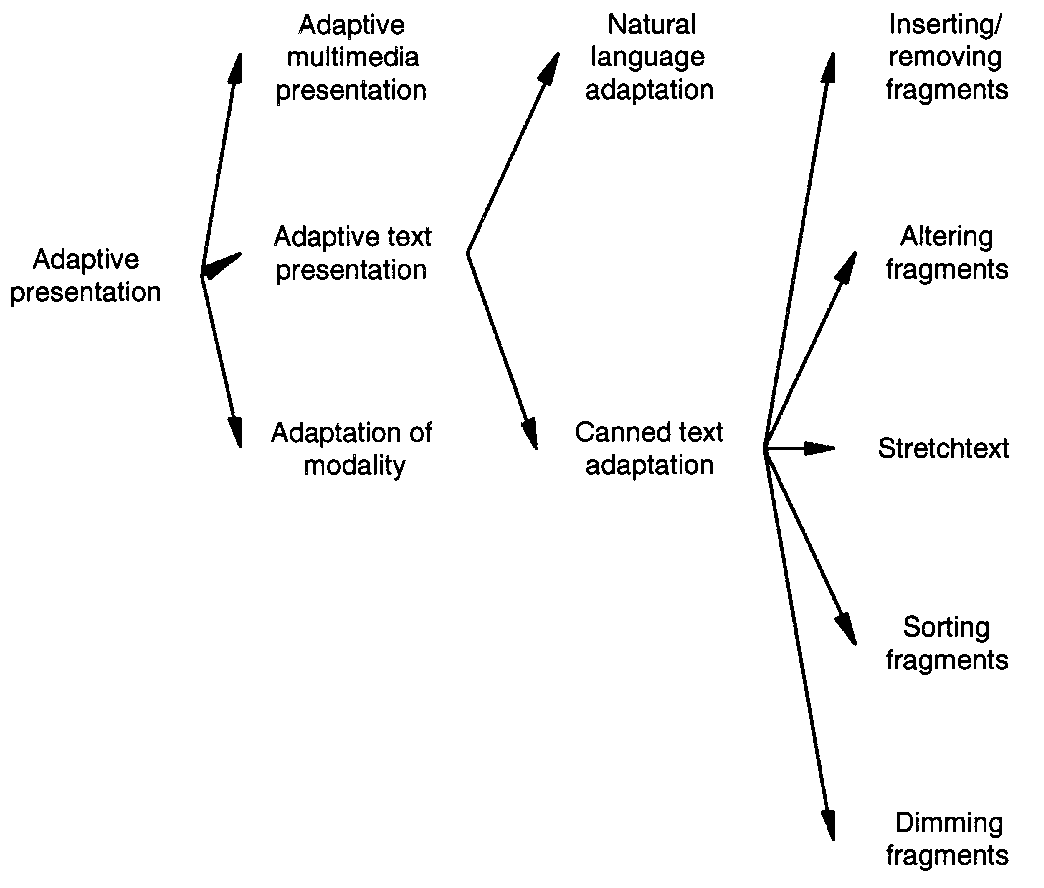 Adaptive
multimedia
presentation
Natural
language
adaptation
Inserting/
removing
fragments
Adaptive
presentation
Adaptive text
presentation
Altering
fragments
Adaptation of
modality
Canned text
adaptation
Stretchtext
Sorting
fragments
Dimming
fragments